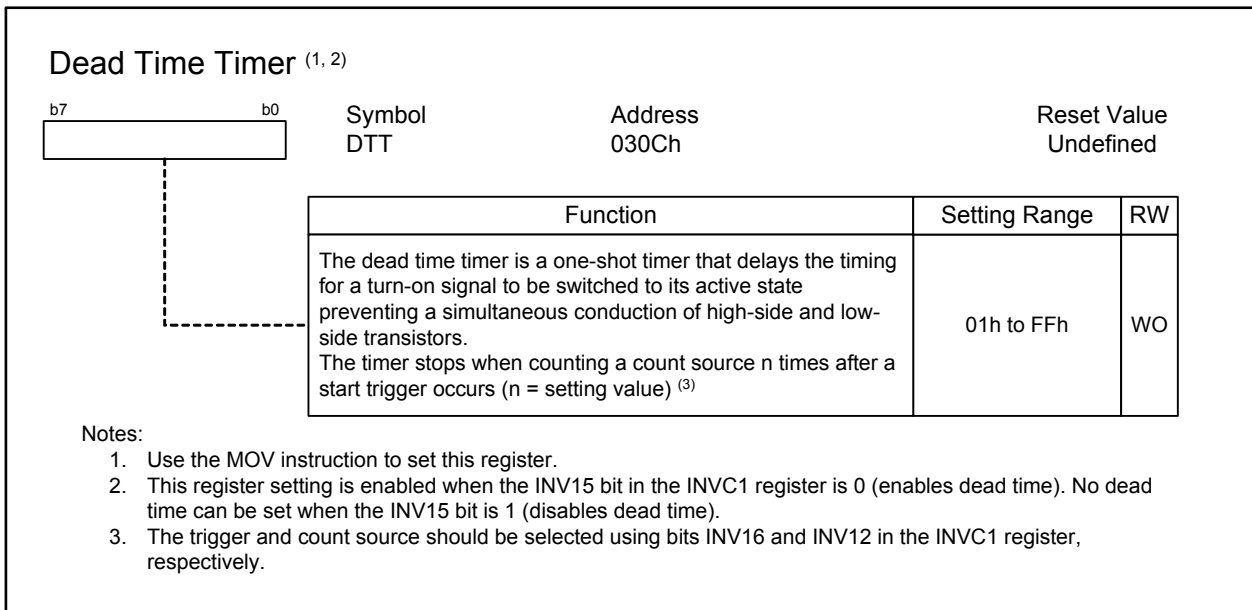 Dead Time Timer (1, 2)
b7 b0 Symbol Address Reset Value
DTT 030Ch Undefined
Function Setting Range RW
The dead time timer is a one-shot timer that delays the timing
for a turn-on signal to be switched to its active state
preventing a simultaneous conduction of high-side and low-
side transistors.
The timer stops when counting a count source n times after a
start trigger occurs (n = setting value) (3)
01h to FFh WO
Notes:
1. Use the MOV instruction to set this register.
2. This register setting is enabled when the INV15 bit in the INVC1 register is 0 (enables dead time). No dead
time can be set when the INV15 bit is 1 (disables dead time).
3. The trigger and count source should be selected using bits INV16 and INV12 in the INVC1 register,
respectively.